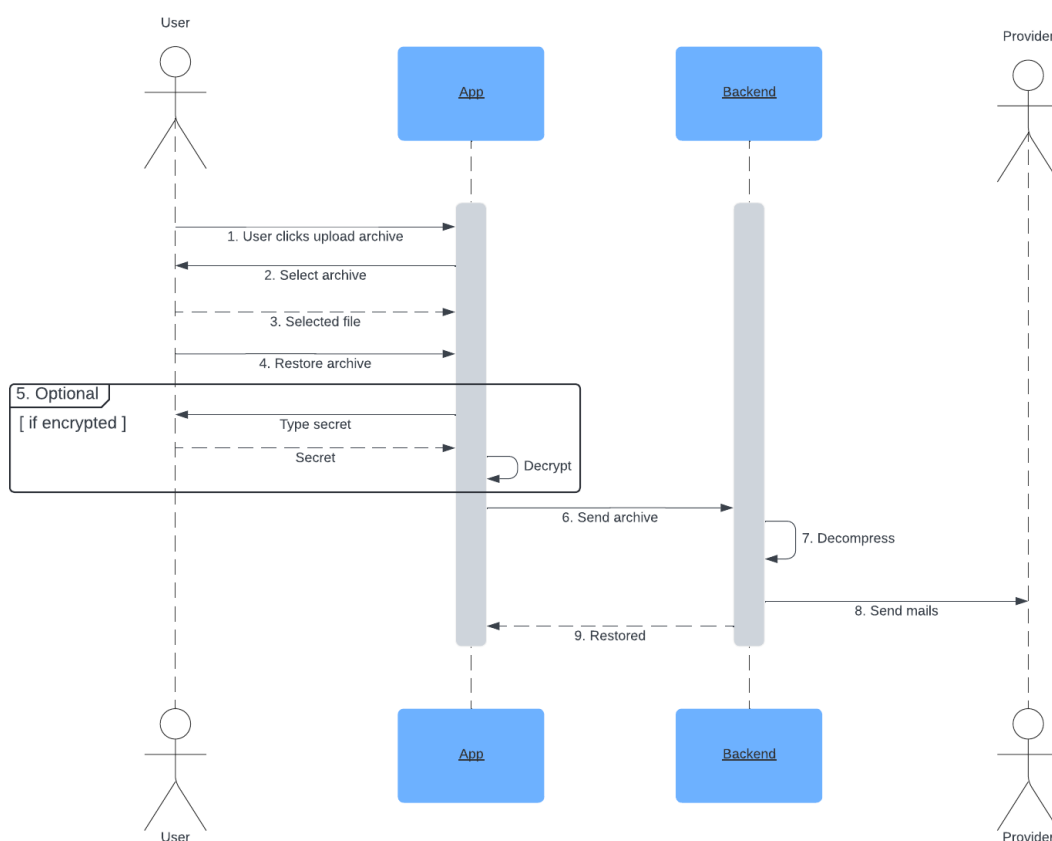 User
Provider
App
Backend
1. User clicks upload archive
2. Select archive
3. Selected file
4. Restore archive
5. Optional
[ if encrypted ]
Type secret
Secret
Decrypt
6. Send archive
7. Decompress
8. Send mails
9. Restored
App
Backend
User
Provider